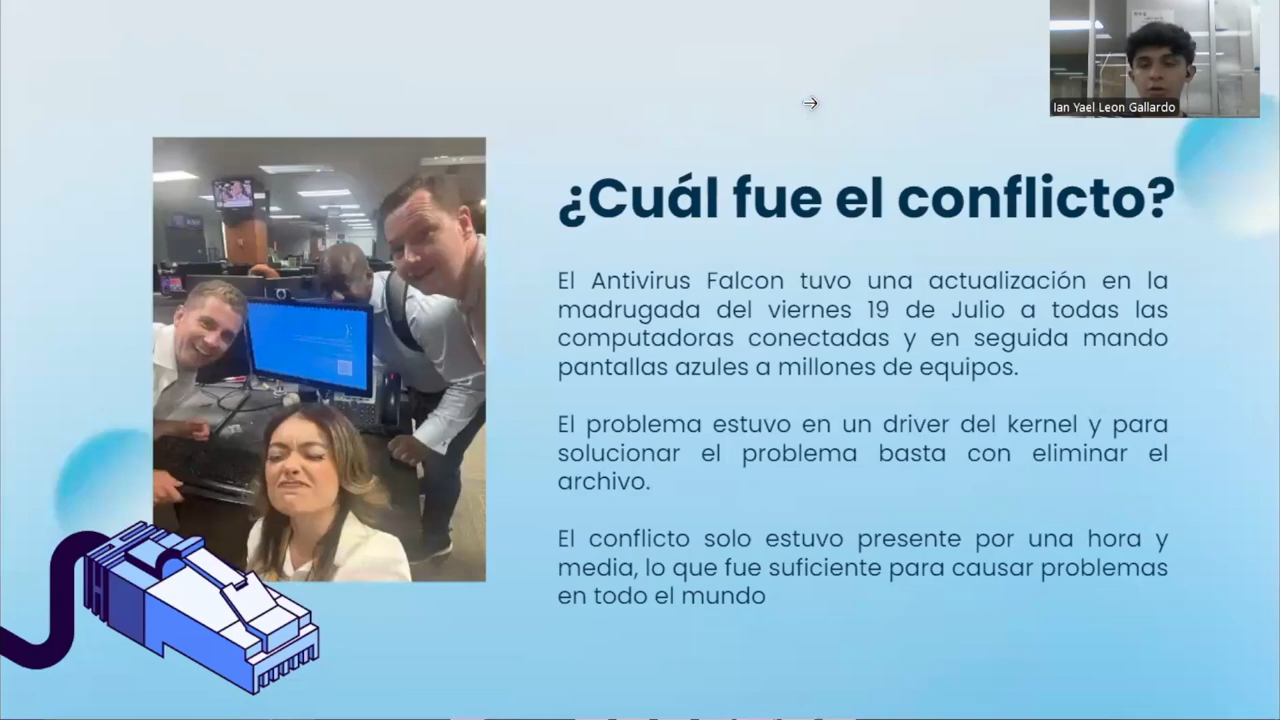 Ian Yael Leon Gallardo
¿Cuál fue el conflicto?
El Antivirus Falcon tuvo una actualización en la
madrugada del viernes 19 de Julio a todas las
computadoras conectadas y en seguida mando
pantallas azules a millones de equipos.
El problema estuvo en un driver del kernel y para
solucionar el problema basta con eliminar el
archivo.
El conflicto solo estuvo presente por una hora y
media, lo que fue suficiente para causar problemas
en todo el mundo